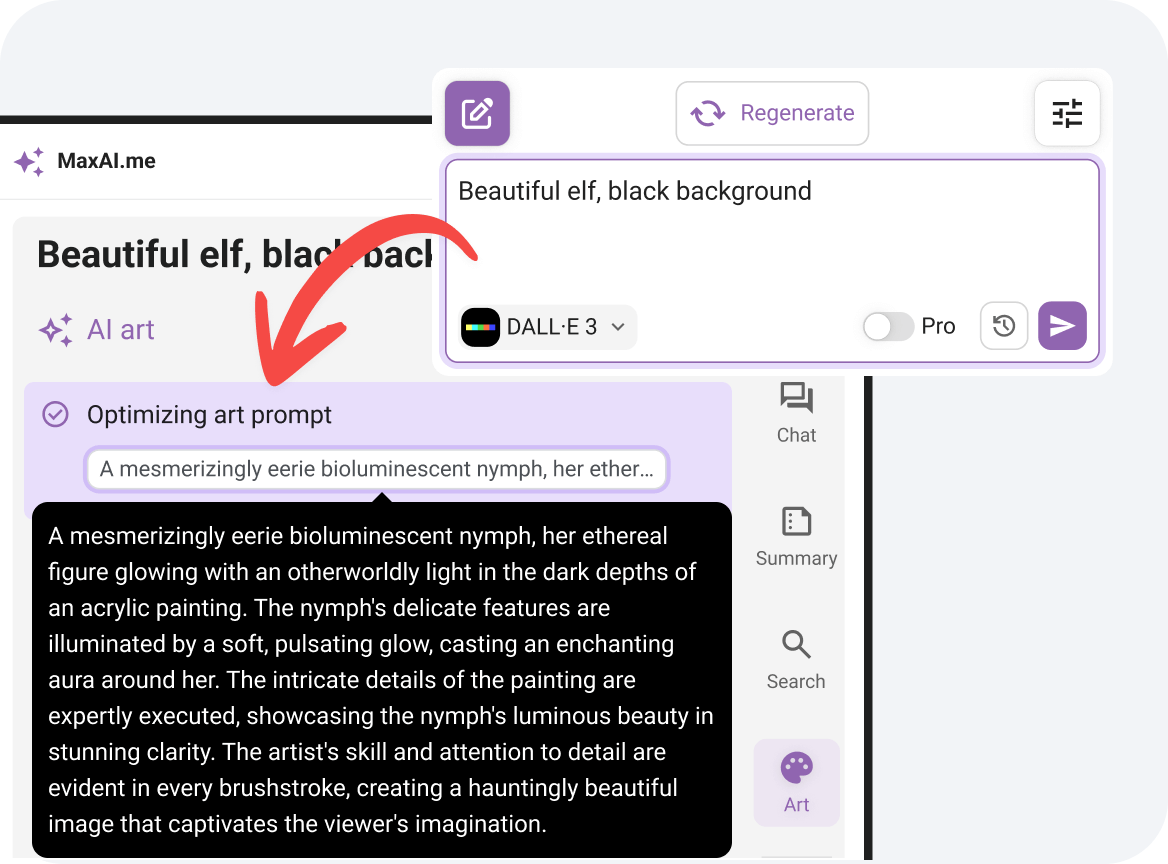 Regenerate
MaxAI.me
Beautiful elf, black background
DALL·E 3
Pro
Beautiful elf, black back
AI art
Optimizing art prompt
A mesmerizingly eerie bioluminescent nymph, her ether...
A mesmerizingly eerie bioluminescent nymph, her ethereal
figure glowing with an otherworldly light in the dark depths of
an acrylic painting. The nymph's delicate features are
illuminated by a soft, pulsating glow, casting an enchanting
aura around her. The intricate details of the painting are
expertly executed, showcasing the nymph's luminous beauty in
stunning clarity. The artist's skill and attention to detail are
evident in every brushstroke, creating a hauntingly beautiful
image that captivates the viewer's imagination.
Chat
Summary
Search
Art